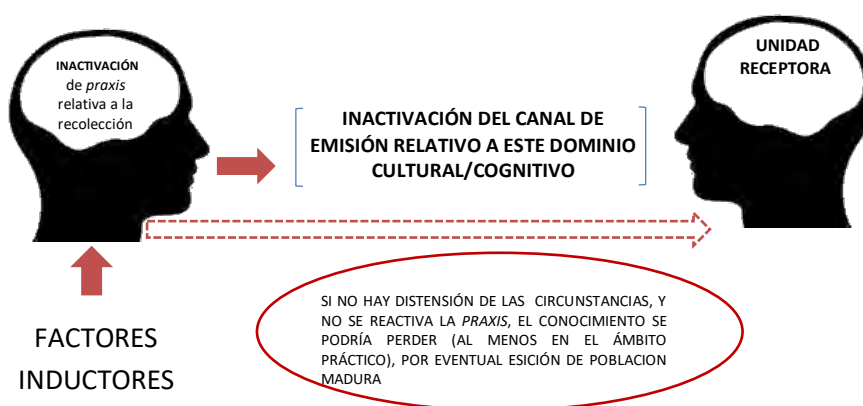 INACTIVACIÓN
de praxis
relativa a la
recolección
UNIDAD
RECEPTORA
INACTIVACIÓN DEL CANAL DE
EMISIÓN RELATIVO A ESTE DOMINIO
CULTURAL/COGNITIVO
FACTORES
INDUCTORES
SI NO HAY DISTENSIÓN DE LAS CIRCUNSTANCIAS, Y
NO SE REACTIVA LA PRAXIS, EL CONOCIMIENTO SE
PODRÍA PERDER (AL MENOS EN EL ÁMBITO
PRÁCTICO), POR EVENTUAL ESICIÓN DE POBLACION
MADURA